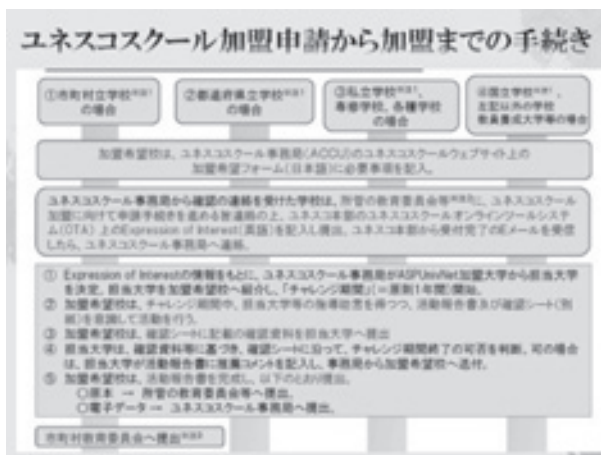 ユネスコスクール加盟申請から加盟までの手続き
①市町村立学校
の場合
②都道府県立学校
の場合
③私立学校、
専修学校、各種学校
の場合
④国立学校、
左記以外の学校
教員養成大学等の場合
加盟希望校は、ユネスコスクール事務局(ACCU)のユネスコスクールウェブサイト上の
加盟希望フォーム(日本語)に必要事項を記入。
ユネスコスクール事務局から確認の連絡を受けた学校は、所管の教育委員会等に、ユネスコスクール
加盟に向けて申請手続きを進める旨連絡の上、ユネスコ本部のユネスコスクールオンラインツールシステ
ム(OTA)上のExpression of Interest(英語)を記入し提出。ユネスコ本部から受付完了のEメールを受信
したら、ユネスコスクール事務局へ連絡。
① Expression of Interestの情報をもとに、ユネスコスクール事務局がASPUnivNet加盟大学から担当大学
を決定。担当大学を加盟希望校へ紹介し、「チャレンジ期間」(=原則1年間)開始。
② 加盟希望校は、チャレンジ期間中、担当大学等の指導助言を得つつ、活動報告書及び確認シート(別
紙)を意識して活動を行う。
③ 加盟希望校は、確認シートに記載の確認資料を担当大学へ提出
④ 担当大学は、確認資料等に基づき、確認シートに沿って、チャレンジ期間終了の可否を判断。可の場合
は、担当大学が活動報告書に推薦コメントを記入し、事務局から加盟希望校へ送付。
⑤ 加盟希望校は、活動報告書を完成し、以下のとおり提出。
○原本 → 所管の教育委員会等へ提出。
○電子データ → ユネスコスクール事務局へ提出。
市町村教育委員会へ提出